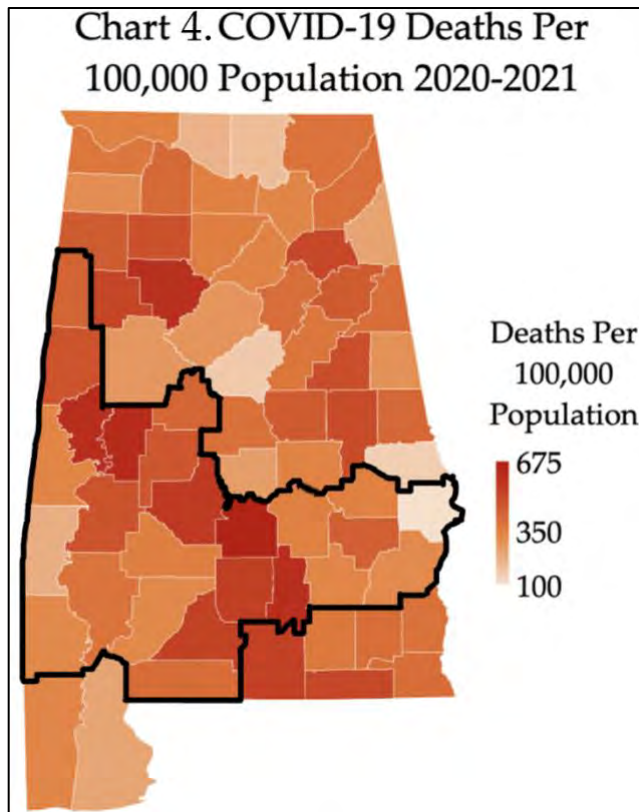 Chart 4. COVID-19 Deaths Per
100,000 Population 2020-2021
Deaths Per
100,000
Population
675
350
100